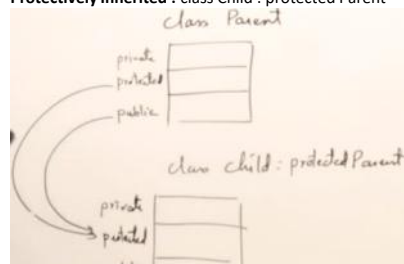 Protectively Inherited : class Child : protected Parent
class Parent
private
protected
public
class child : protected Parent
private
protected